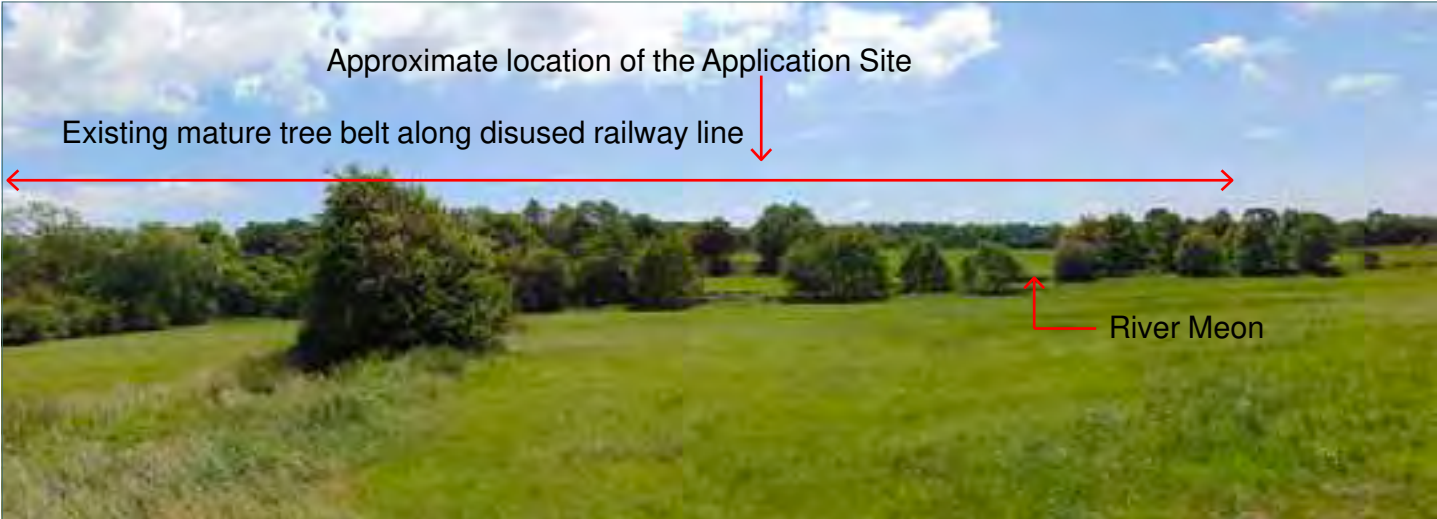 Approximate location of the Application Site
Existing mature tree belt along disused railway line
River Meon